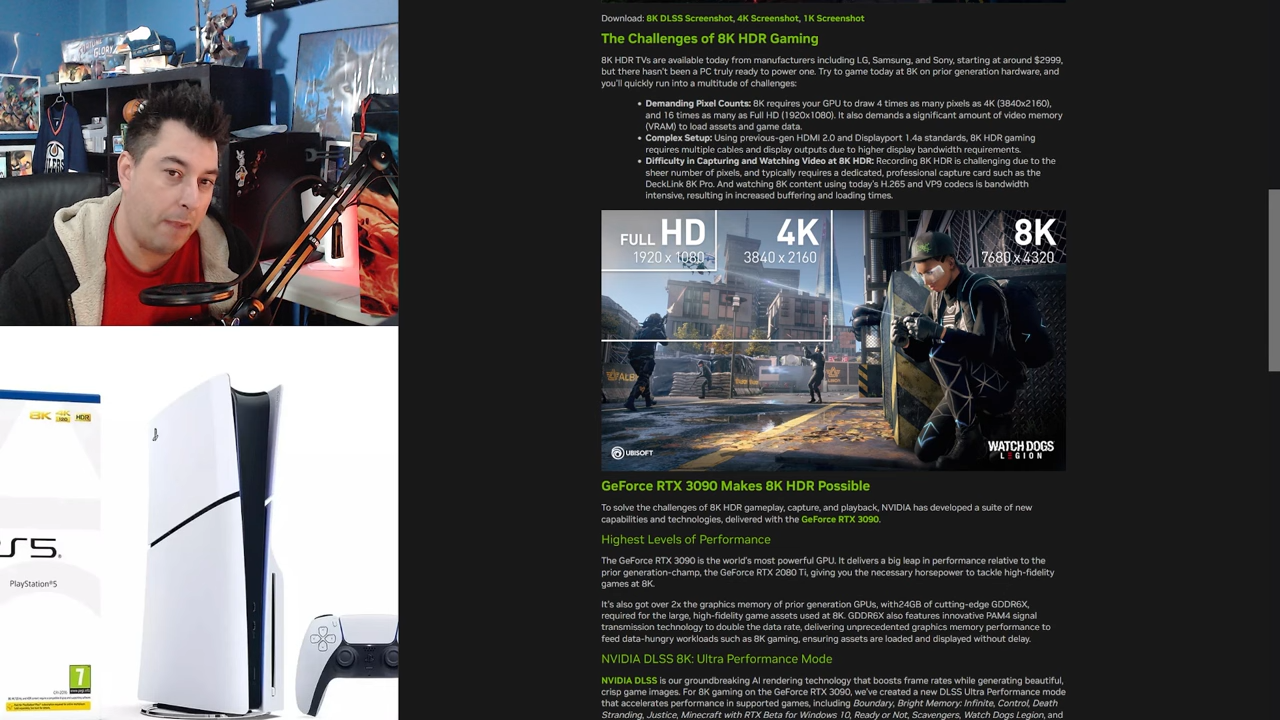 FUTURA
GLORY
OILERS
8K 4K HDR
PS5
PlayStation®5
7
Download: 8K DLSS Screenshot, 4K Screenshot, 1K Screenshot
The Challenges of 8K HDR Gaming
8K HDR TVs are available today from manufacturers including LG, Samsung, and Sony, starting at around $2999,
but there hasn't been a PC truly ready to power one. Try to game today at 8K on prior generation hardware, and
you'll quickly run into a multitude of challenges:
• Demanding Pixel Counts: 8K requires your GPU to draw 4 times as many pixels as 4K (3840x2160),
and 16 times as many as Full HD (1920x1080). It also demands a significant amount of video memory
(VRAM) to load assets and game data.
• Complex Setup: Using previous-gen HDMI 2.0 and Displayport 1.4a standards, 8K HDR gaming
requires multiple cables and display outputs due to higher display bandwidth requirements.
• Difficulty in Capturing and Watching Video at 8K HDR: Recording 8K HDR is challenging due to the
sheer number of pixels, and typically requires a dedicated, professional capture card such as the
DeckLink 8K Pro. And watching 8K content using today's H.265 and VP9 codecs is bandwidth
intensive, resulting in increased buffering and loading times.
FULL HD
1920 x 1080
4K
3840 x 2160
8K
7680 x 4320
UBISOFT
WATCH DOGS
LEGION
GeForce RTX 3090 Makes 8K HDR Possible
To solve the challenges of 8K HDR gameplay, capture, and playback, NVIDIA has developed a suite of new
capabilities and technologies, delivered with the GeForce RTX 3090.
Highest Levels of Performance
The GeForce RTX 3090 is the world's most powerful GPU. It delivers a big leap in performance relative to the
prior generation-champ, the GeForce RTX 2080 Ti, giving you the necessary horsepower to tackle high-fidelity
games at 8K.
It's also got over 2x the graphics memory of prior generation GPUs, with24GB of cutting-edge GDDR6X,
required for the large, high-fidelity game assets used at 8K. GDDR6X also features innovative PAM4 signal
transmission technology to double the data rate, delivering unprecedented graphics memory performance to
feed data-hungry workloads such as 8K gaming, ensuring assets are loaded and displayed without delay.
NVIDIA DLSS 8K: Ultra Performance Mode
NVIDIA DLSS is our groundbreaking AI rendering technology that boosts frame rates while generating beautiful,
crisp game images. For 8K gaming on the GeForce RTX 3090, we've created a new DLSS Ultra Performance mode
that accelerates performance in supported games, including Boundary, Bright Memory: Infinite, Control, Death
Stranding, Justice, Minecraft with RTX Beta for Windows 10, Ready or Not, Scavengers, Watch Dogs Legion, and